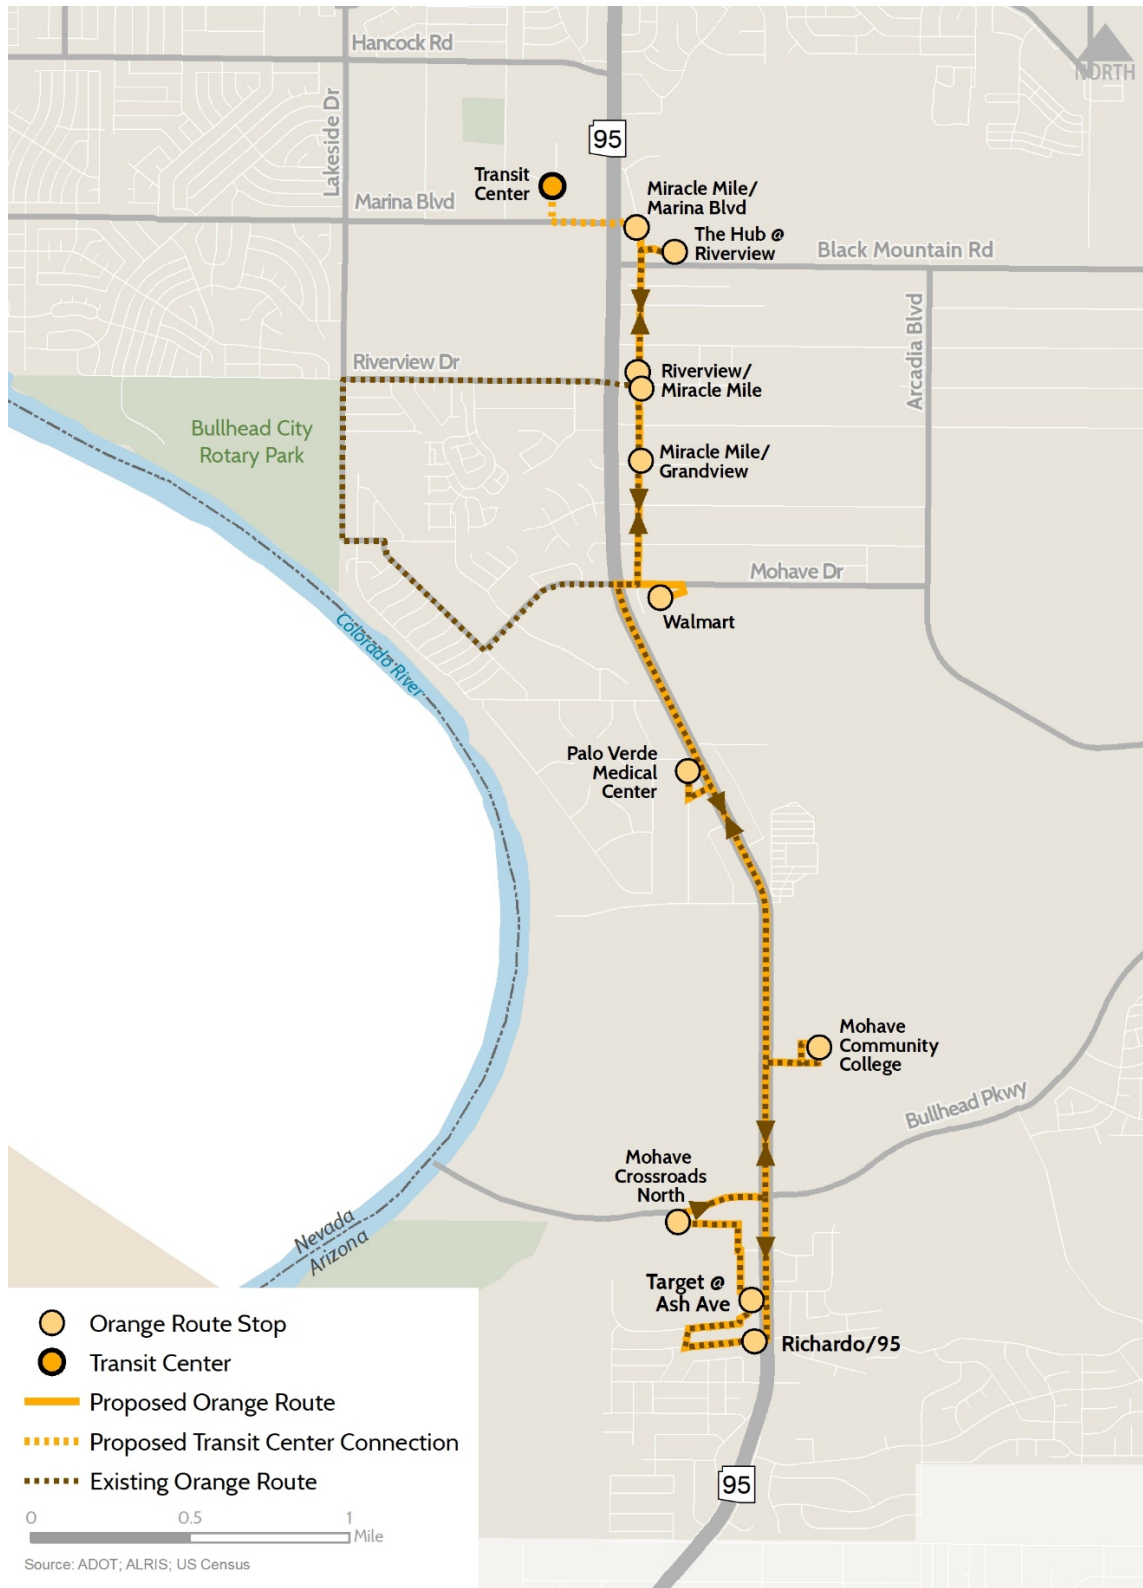 Hancock Rd
NORTH
Lakeside Dr
95
Transit
Center
Miracle Mile/
Marina Blvd
Marina Blvd
The Hub @
Riverview
Black Mountain Rd
Arcadia Blvd
Riverview Dr
Riverview/
Miracle Mile
Bullhead City
Rotary Park
Miracle Mile/
Grandview
Mohave Dr
Walmart
Colorado River
Palo Verde
Medical
Center
Mohave
Community
College
Bullhead Pkwy
Mohave
Crossroads
North
Nevada
Arizona
Target @
Ash Ave
Richardo/95
Orange Route Stop
Transit Center
Proposed Orange Route
Proposed Transit Center Connection
Existing Orange Route
95
0 0.5 1
Mile
Source: ADOT; ALRIS; US Census